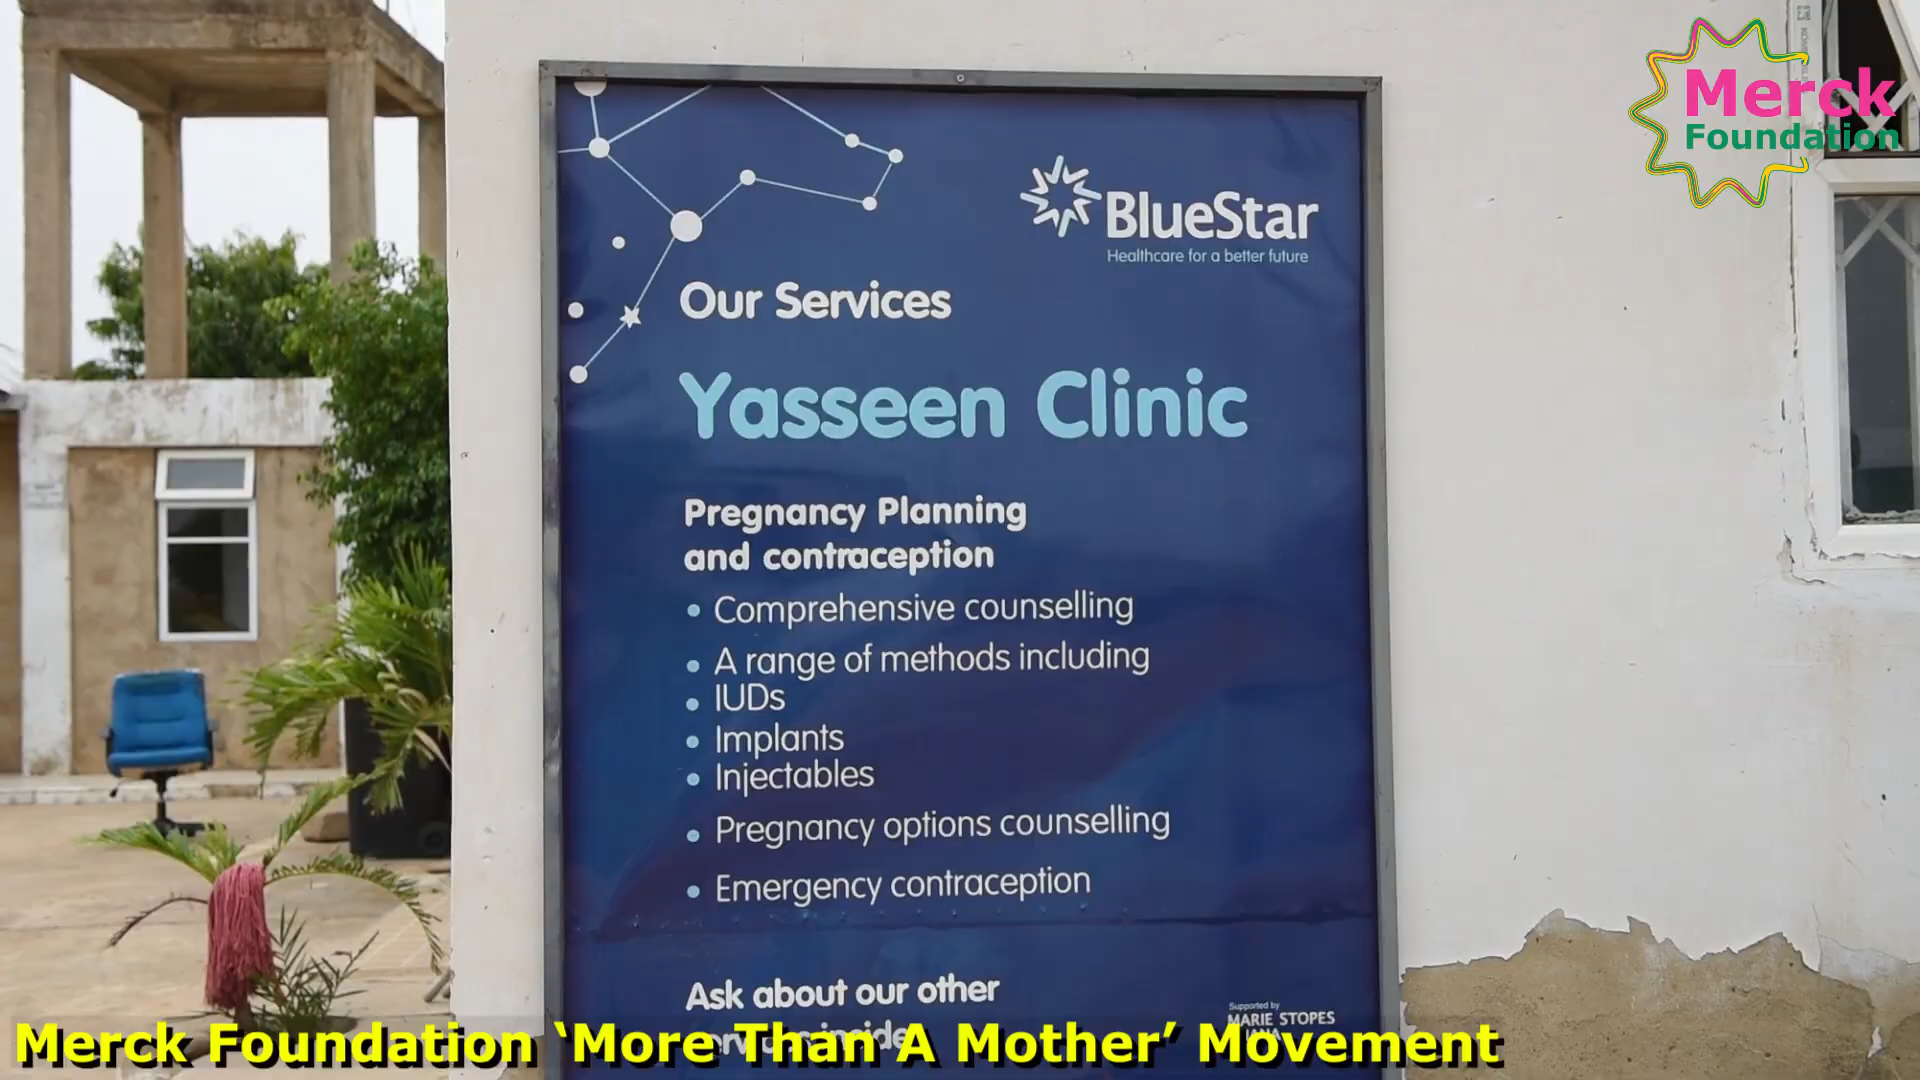 Merck
Foundation
BlueStar
Healthcare for a better future
Our Services
Yasseen Clinic
Pregnancy Planning
and contraception
• Comprehensive counselling
• A range of methods including
• IUDs
• Implants
• Injectables
• Pregnancy options counselling
• Emergency contraception
Ask about our other
Supported by
MARIE STOPES
Merck Foundation ‘More Than A Mother’ Movement